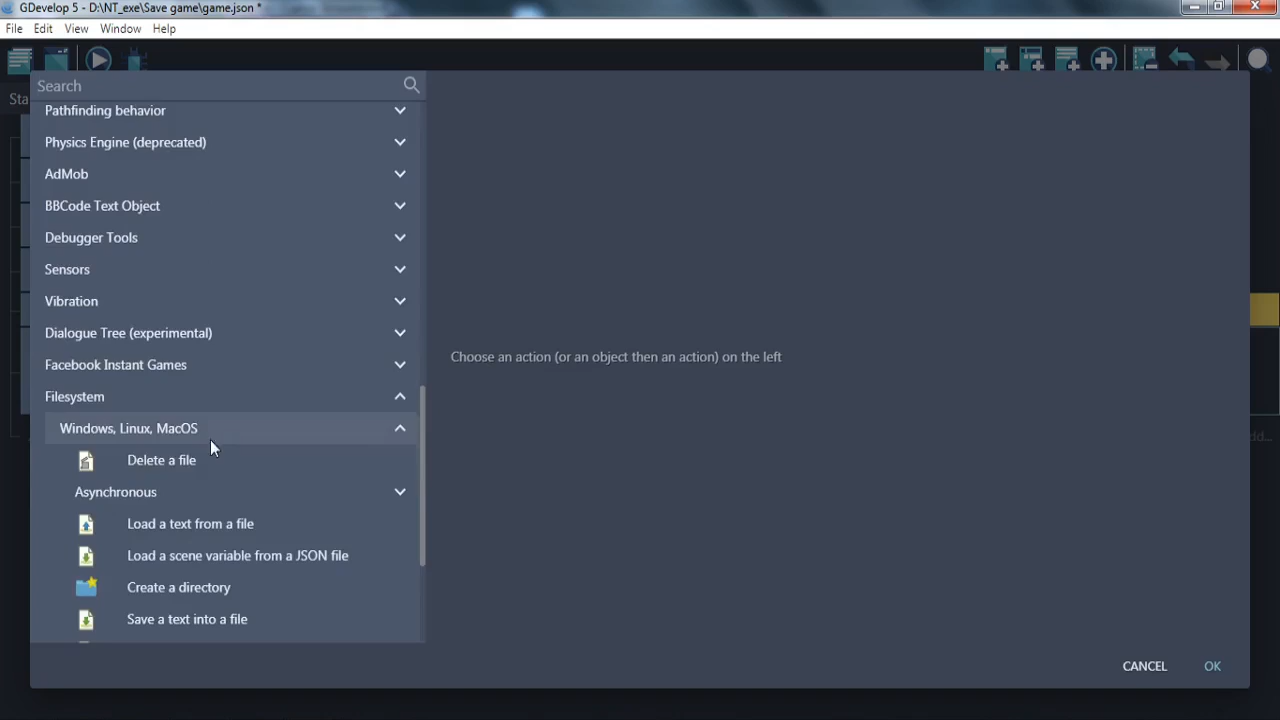 GDevelop 5 - D:\NT_exe\Save game\game.json *
File Edit View Window Help
Sta
Search
Pathfinding behavior
Physics Engine (deprecated)
AdMob
BBCode Text Object
Debugger Tools
Sensors
Vibration
Dialogue Tree (experimental)
Facebook Instant Games
Filesystem
Windows, Linux, MacOS
Delete a file
Asynchronous
Load a text from a file
Load a scene variable from a JSON file
Create a directory
Save a text into a file
Choose an action (or an object then an action) on the left
CANCEL OK